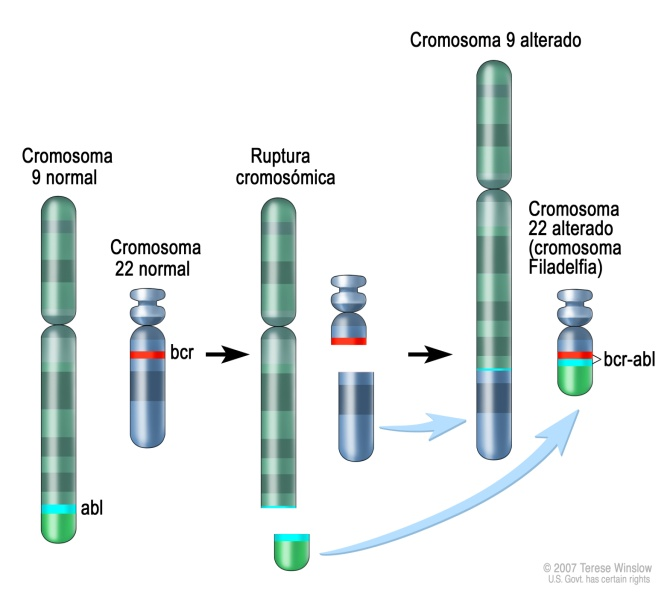 Cromosoma 9 alterado
Cromosoma
9 normal
Ruptura
cromosómica
Cromosoma
22 normal
Cromosoma
22 alterado
(cromosoma
Filadelfia)
bcr
bcr-abl
abl
© 2007 Terese Winslow
U.S. Govt. has certain rights